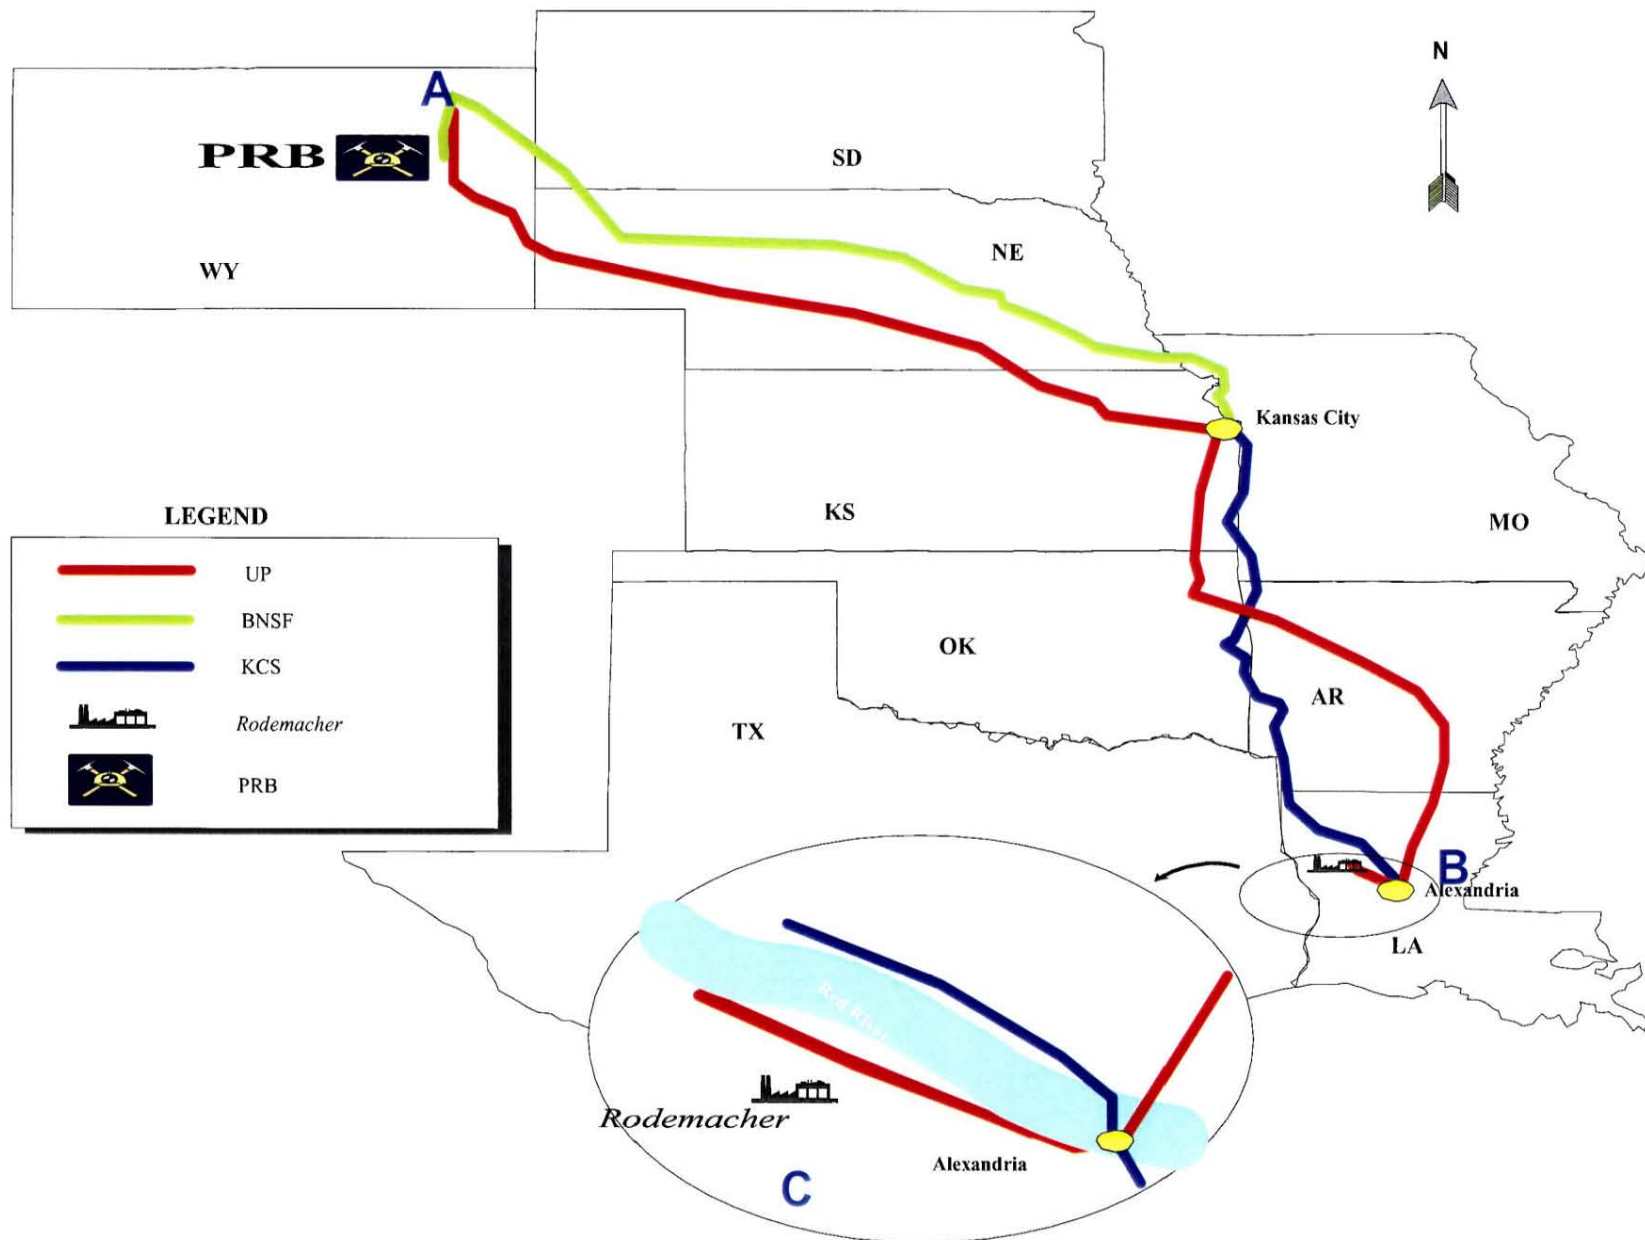 N
A
PRB
SD
NE
WY
Kansas City
KS
MO
LEGEND
UP
BNSF
KCS
Rodemacher
PRB
OK
AR
TX
B
Alexandria
LA
Red River
Rodemacher
Alexandria
C